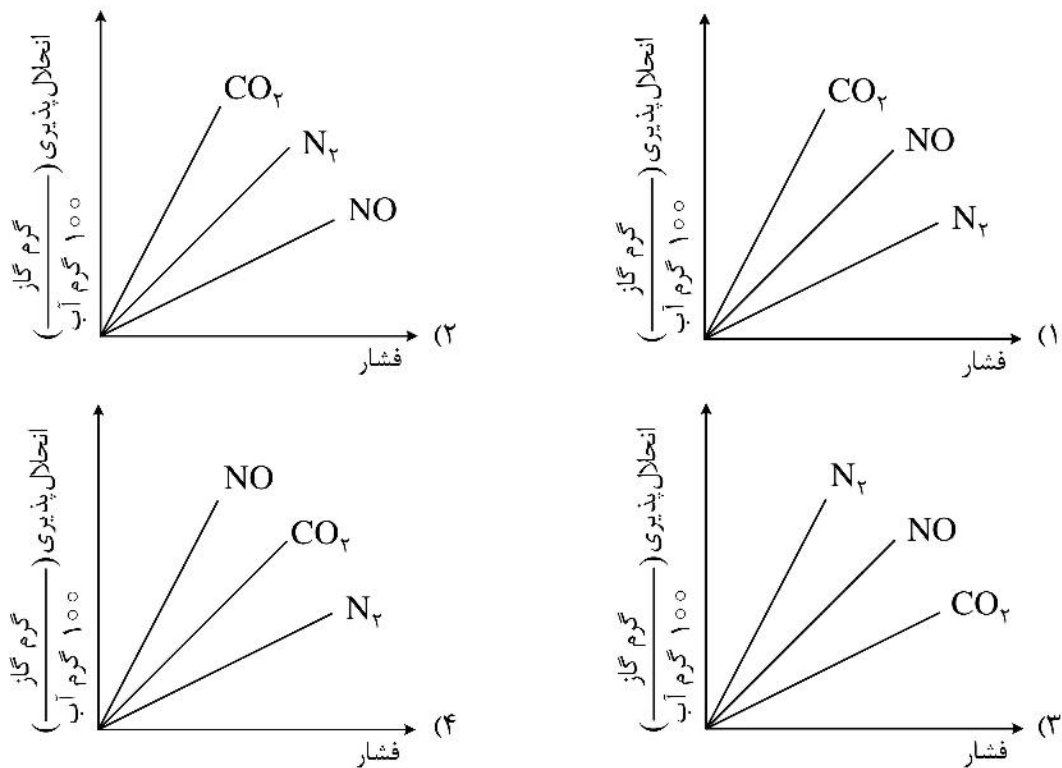 انحلال پذیری (گرم گاز / ۱۰۰ گرم آب)
CO۲
NO
N۲
فشار
(۱
انحلال پذیری (گرم گاز / ۱۰۰ گرم آب)
CO۲
N۲
NO
فشار
(۲
انحلال پذیری (گرم گاز / ۱۰۰ گرم آب)
N۲
NO
CO۲
فشار
(۳
انحلال پذیری (گرم گاز / ۱۰۰ گرم آب)
NO
CO۲
N۲
فشار
(۴